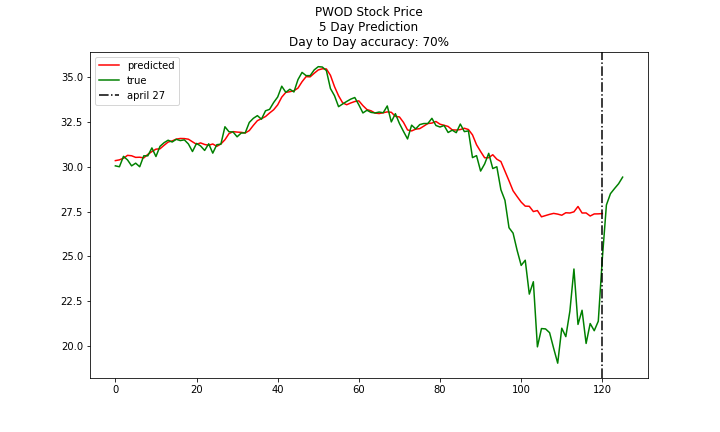 PWOD Stock Price
5 Day Prediction
Day to Day accuracy: 70%
predicted
true
april 27
35.0
32.5
30.0
27.5
25.0
22.5
20.0
0 20 40 60 80 100 120